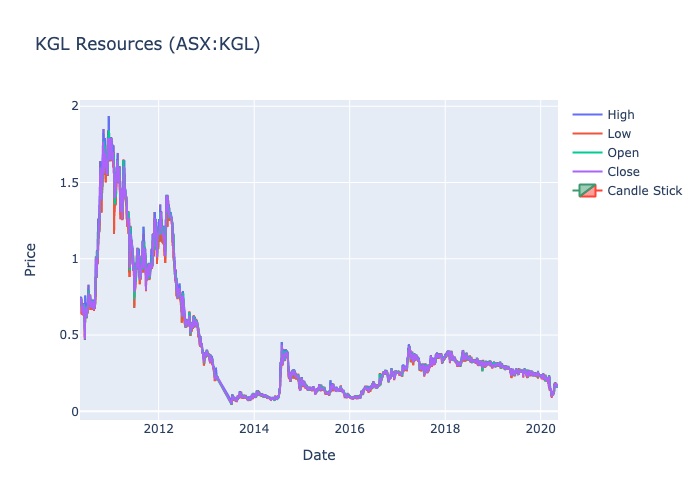 KGL Resources (ASX:KGL)
2
1.5
1
0.5
0
Price
2012
2014
2016
2018
2020
Date
High
Low
Open
Close
Candle Stick